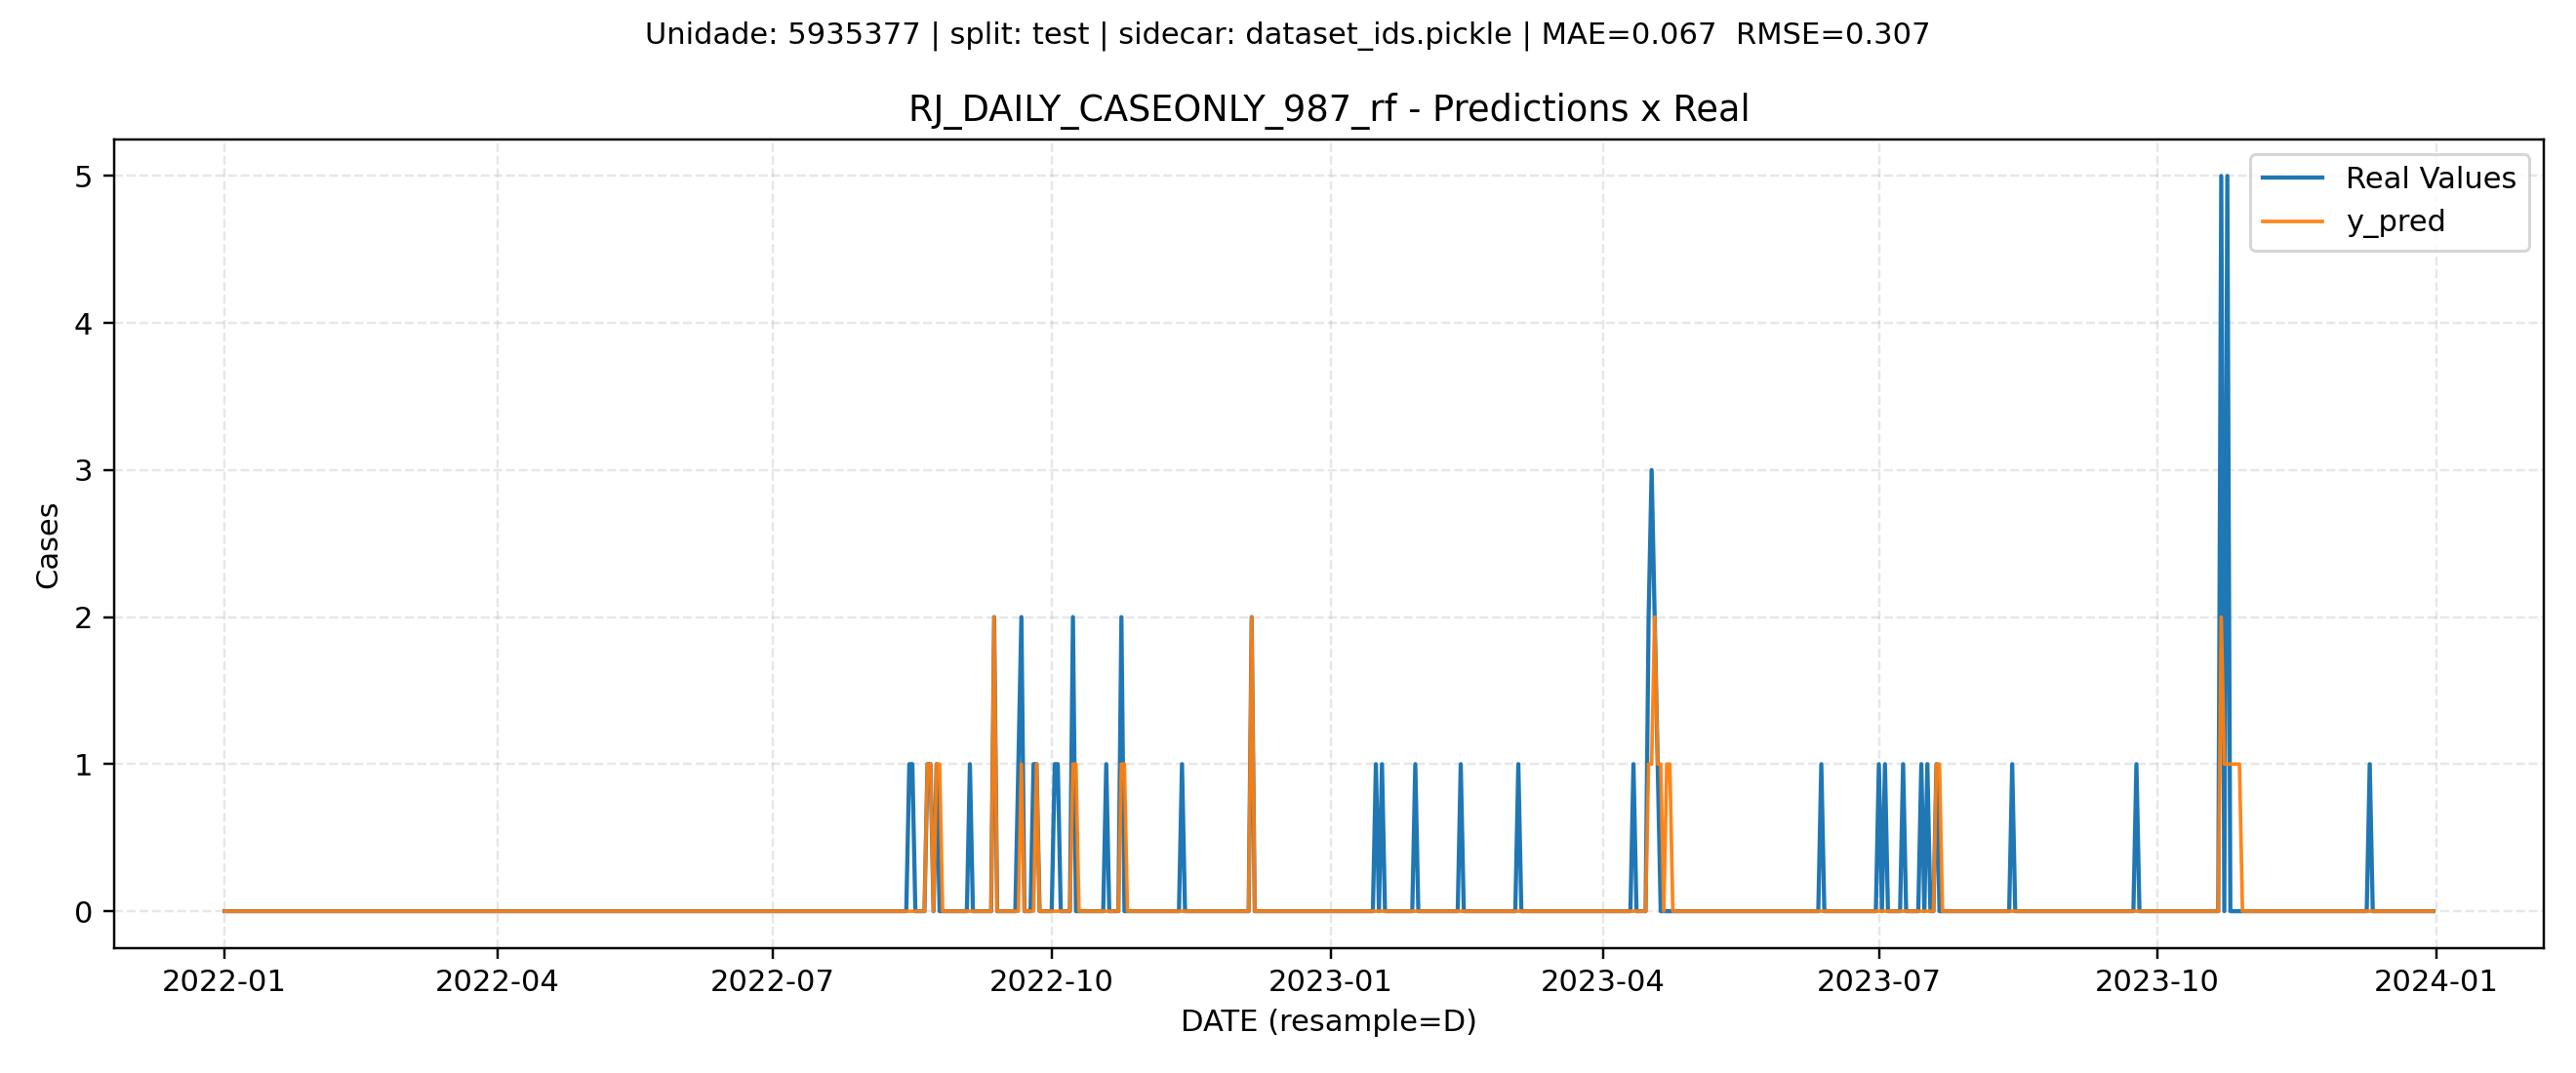 Unidade: 5935377 | split: test | sidecar: dataset_ids.pickle | MAE=0.067  RMSE=0.307
RJ_DAILY_CASEONLY_987_rf - Predictions x Real
Real Values
y_pred
5
4
3
2
1
0
Cases
2022-01
2022-04
2022-07
2022-10
2023-01
2023-04
2023-07
2023-10
2024-01
DATE (resample=D)